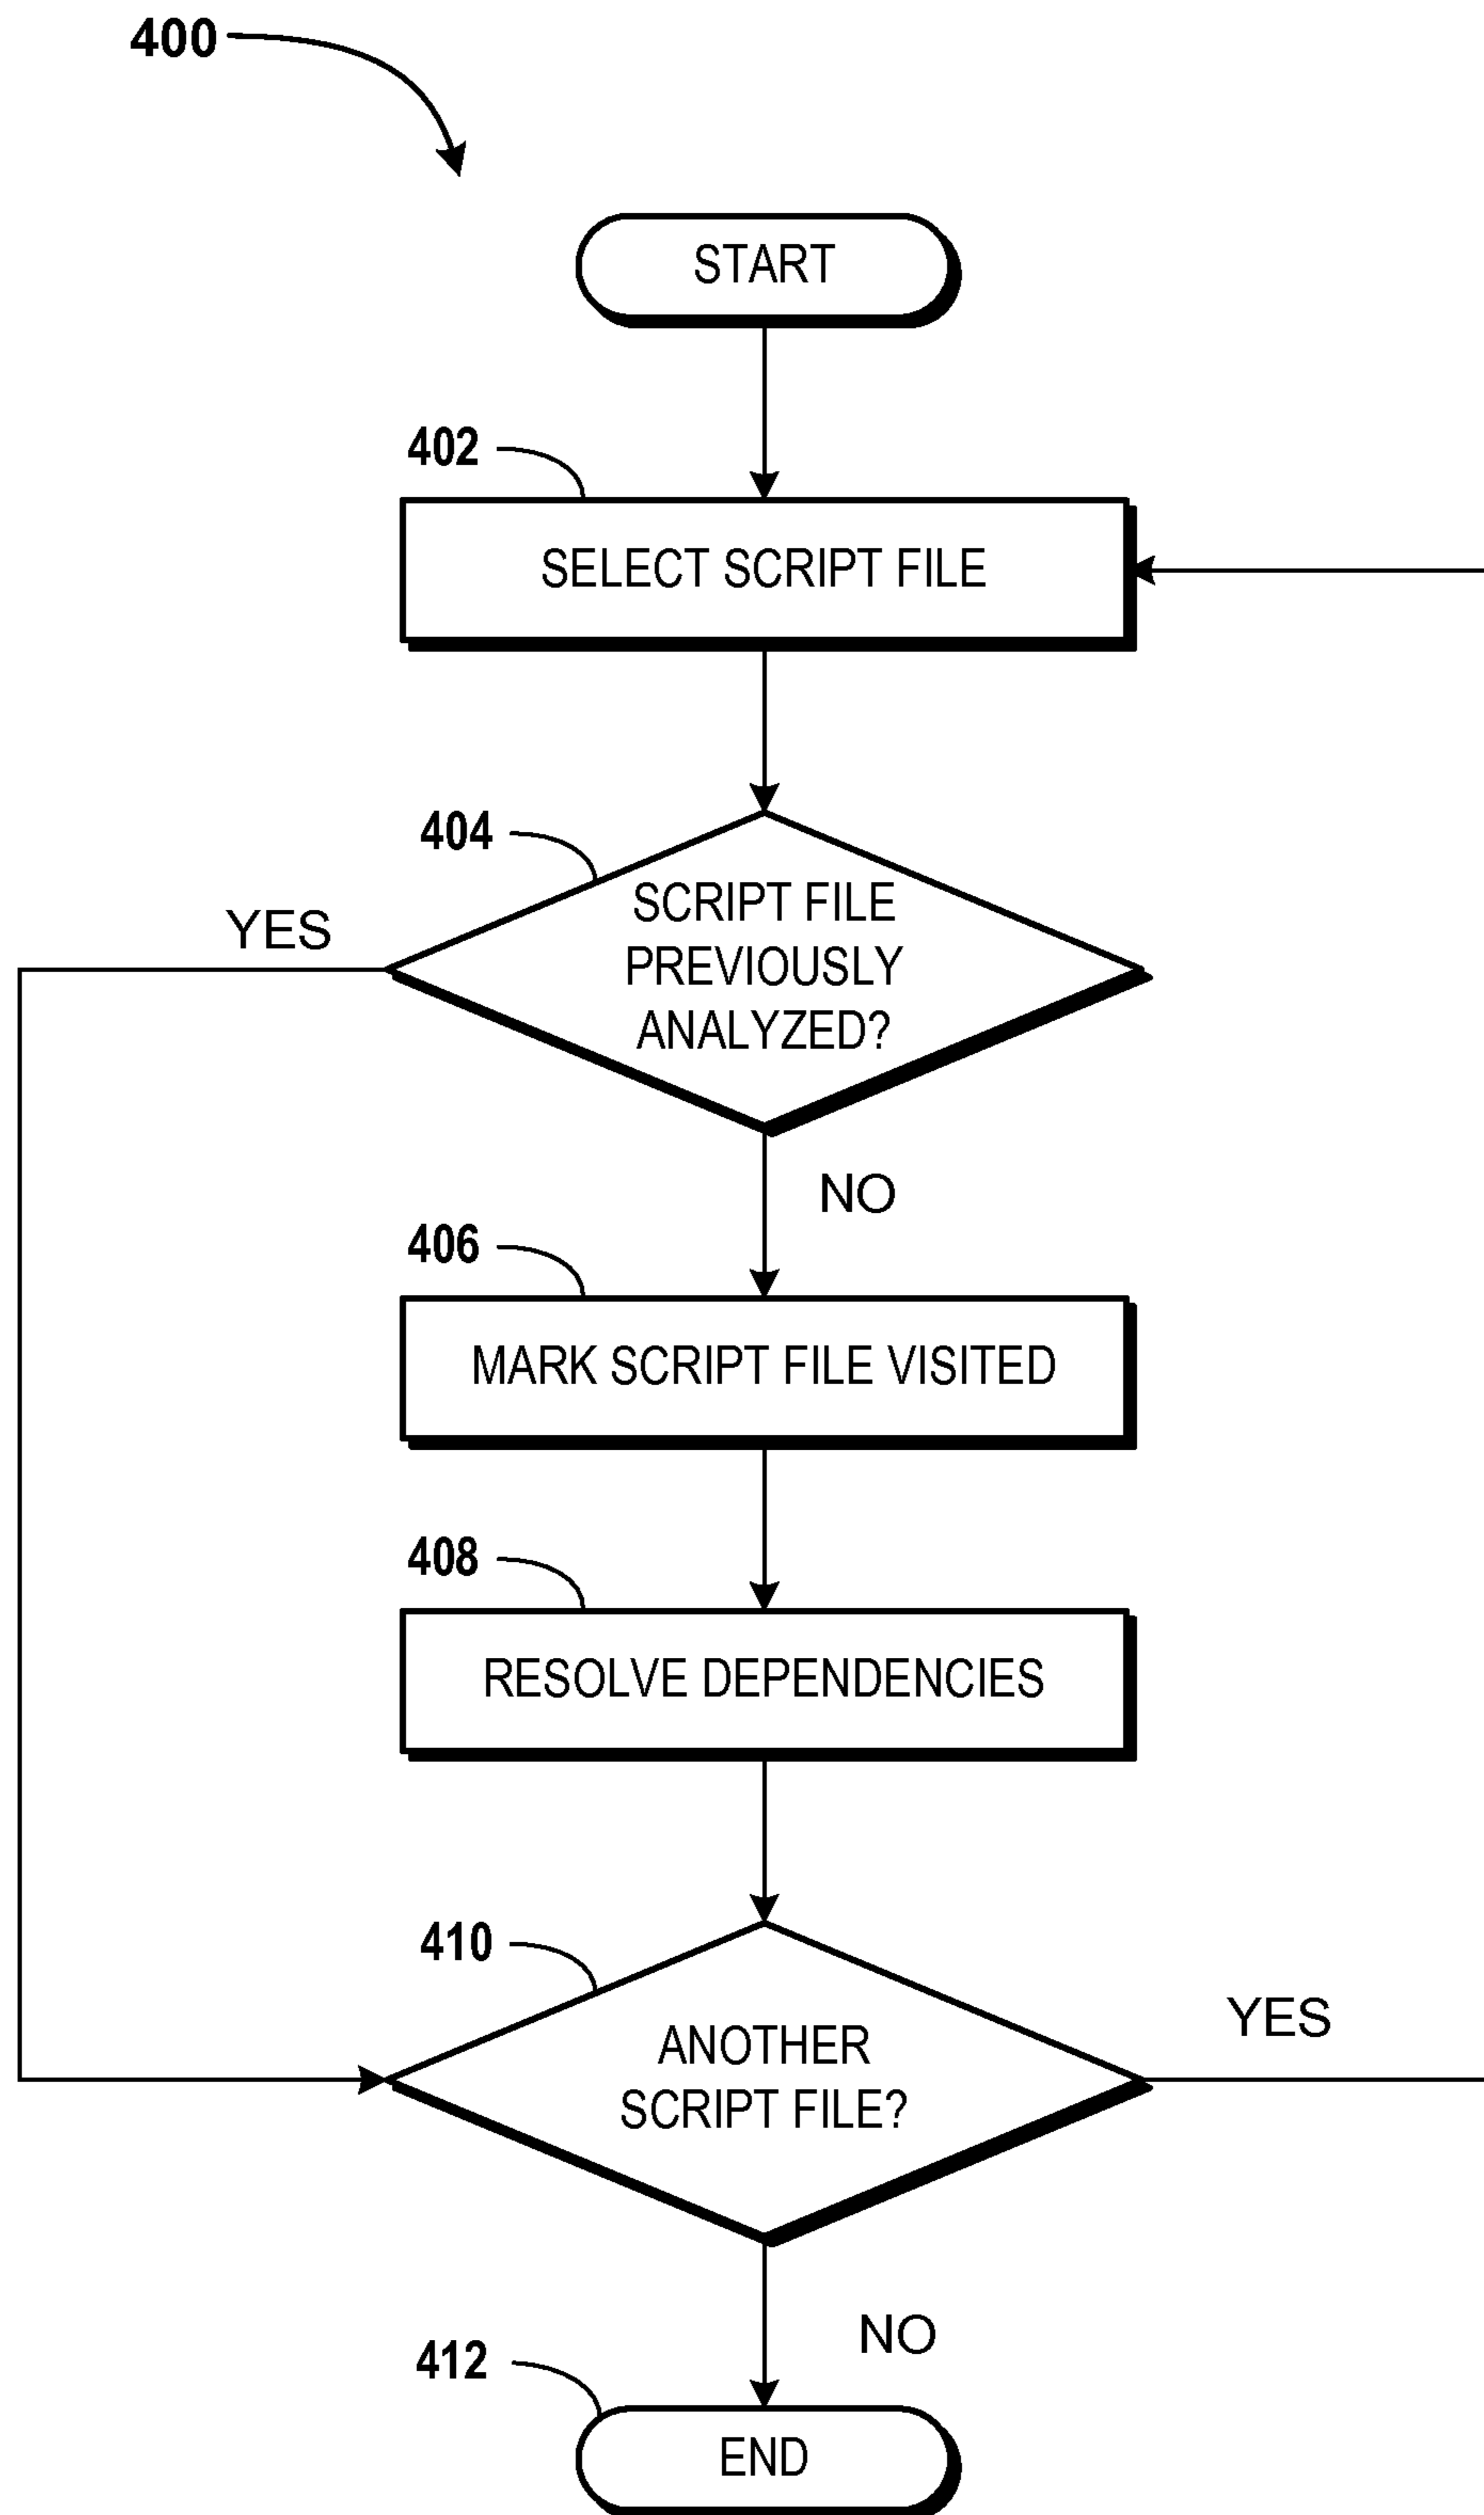 400
START
402
SELECT SCRIPT FILE
404
SCRIPT FILE
PREVIOUSLY
ANALYZED?
YES
NO
406
MARK SCRIPT FILE VISITED
408
RESOLVE DEPENDENCIES
410
ANOTHER
SCRIPT FILE?
YES
NO
412
END